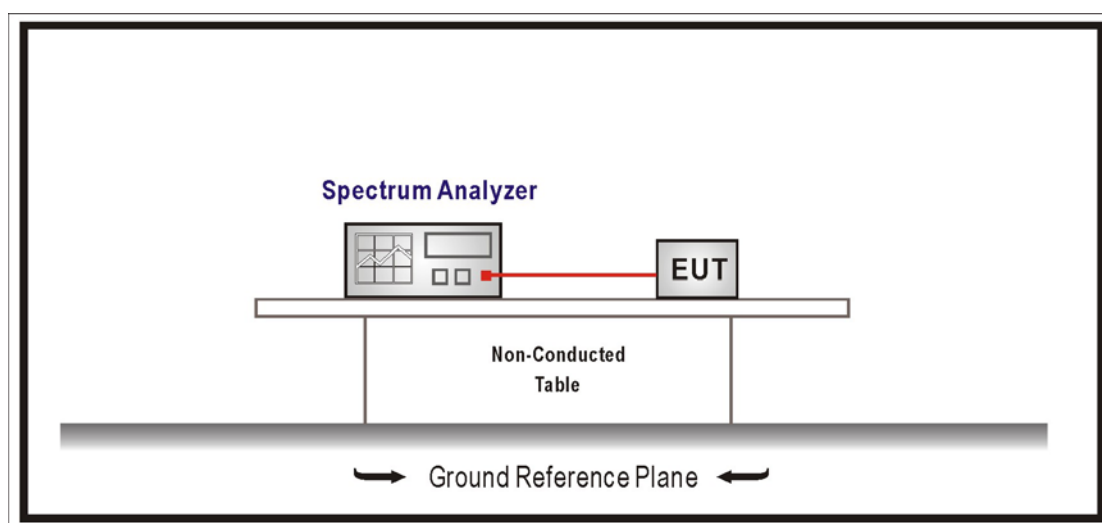 Spectrum Analyzer
EUT
Non-Conducted
Table
Ground Reference Plane